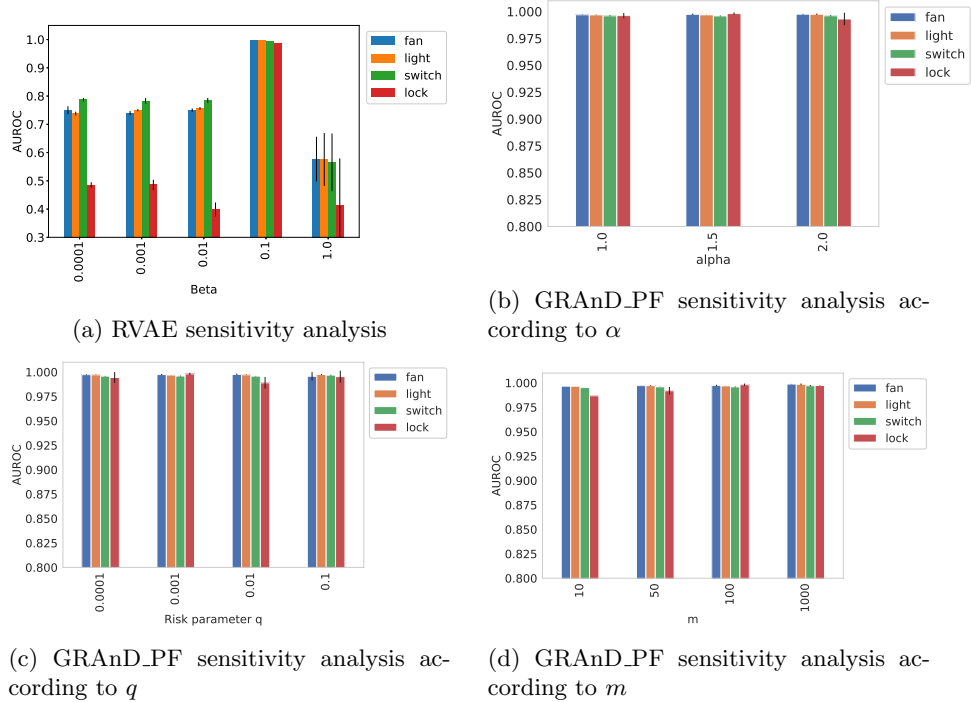 1.0
0.9
0.8
0.7
0.6
0.5
0.4
0.3
AUROC
0.0001
0.001
0.01
0.1
1.0
Beta
fan
light
switch
lock
(a) RVAE sensitivity analysis
1.000
0.975
0.950
0.925
0.900
0.875
0.850
0.825
0.800
AUROC
1.0
1.5
2.0
alpha
fan
light
switch
lock
(b) GRAnD_PF sensitivity analysis ac-
cording to α
1.000
0.975
0.950
0.925
0.900
0.875
0.850
0.825
0.800
AUROC
0.0001
0.001
0.01
0.1
Risk parameter q
fan
light
switch
lock
(c) GRAnD_PF sensitivity analysis ac-
cording to q
1.000
0.975
0.950
0.925
0.900
0.875
0.850
0.825
0.800
AUROC
10
50
100
1000
m
fan
light
switch
lock
(d) GRAnD_PF sensitivity analysis ac-
cording to m